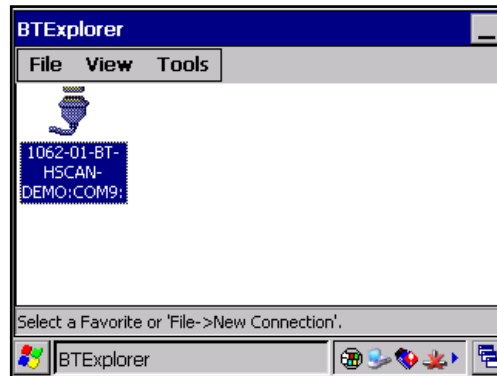 BTExplorer
File View Tools
1062-01-BT-
HSCAN-
DEMO:COM9:
Select a Favorite or 'File->New Connection'.
BTExplorer